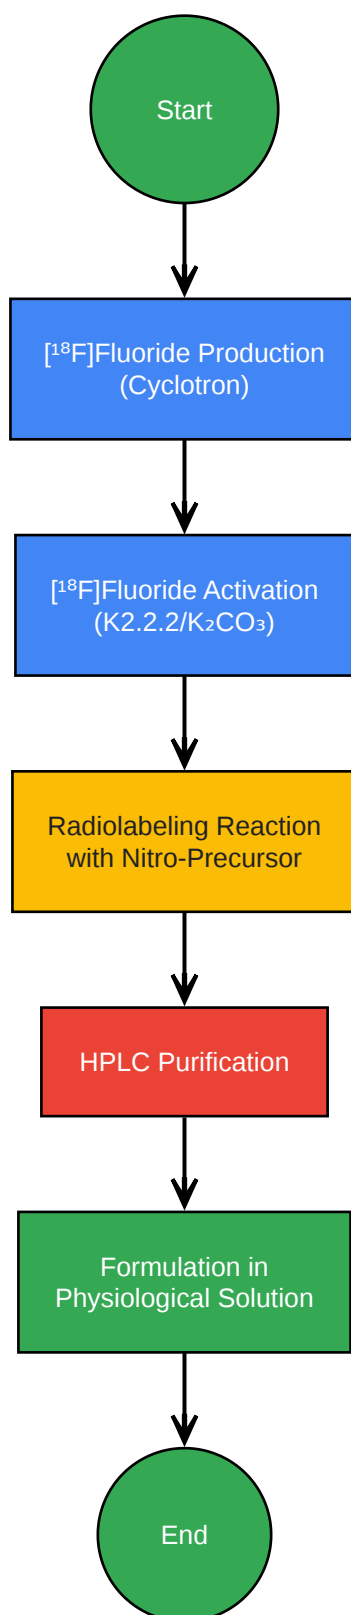 Start
[¹⁸F]Fluoride Production
(Cyclotron)
[¹⁸F]Fluoride Activation
(K2.2.2/K₂CO₃)
Radiolabeling Reaction
with Nitro-Precursor
HPLC Purification
Formulation in
Physiological Solution
End